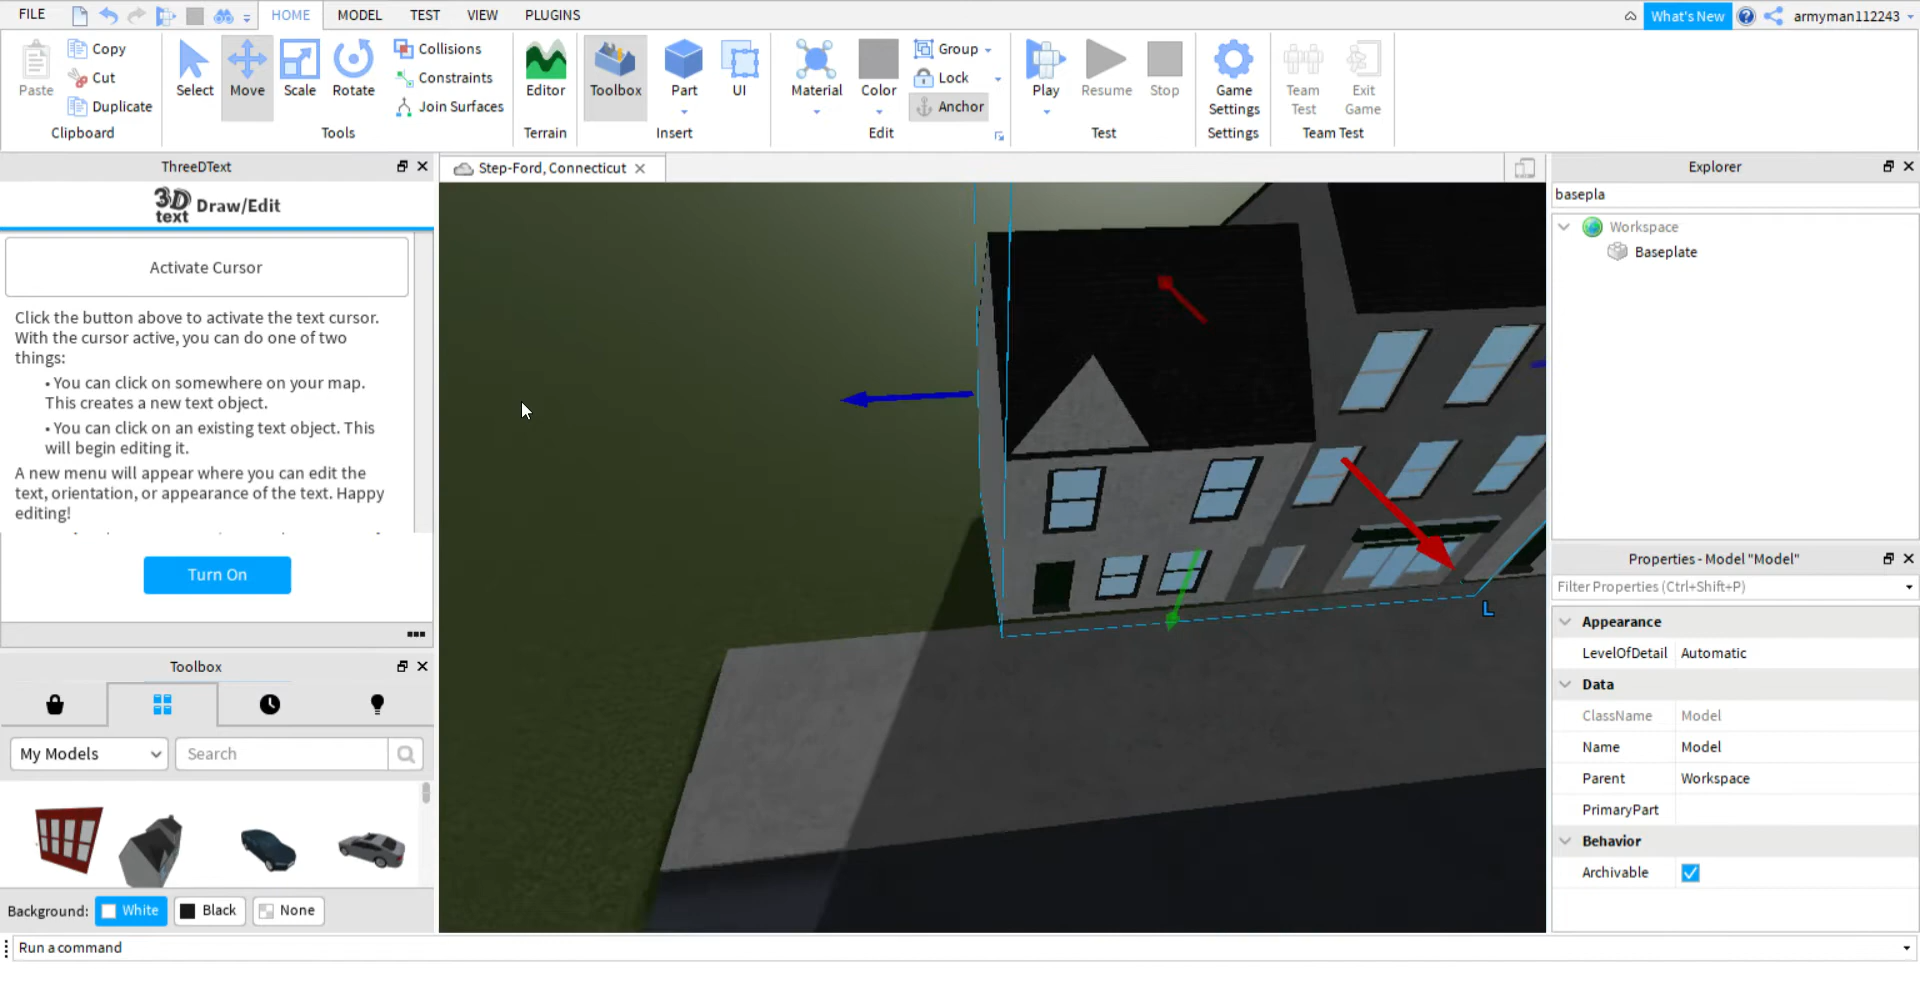 FILE
HOME
MODEL
TEST
VIEW
PLUGINS
What's New
armyman112243
Paste
Copy
Cut
Duplicate
Clipboard
Select
Move
Scale
Rotate
Collisions
Constraints
Join Surfaces
Tools
Editor
Terrain
Toolbox
Part
UI
Insert
Material
Color
Group
Lock
Anchor
Edit
Play
Resume
Stop
Test
Game
Settings
Settings
Team
Test
Exit
Game
Team Test
ThreeDText
3D
text
Draw/Edit
Activate Cursor
Click the button above to activate the text cursor.
With the cursor active, you can do one of two
things:
• You can click on somewhere on your map.
This creates a new text object.
• You can click on an existing text object. This
will begin editing it.
A new menu will appear where you can edit the
text, orientation, or appearance of the text. Happy
editing!
Turn On
Toolbox
My Models
Search
Background:
White
Black
None
Run a command
Step-Ford, Connecticut
L
Explorer
basepla
Workspace
Baseplate
Properties - Model "Model"
Filter Properties (Ctrl+Shift+P)
Appearance
LevelOfDetail Automatic
Data
ClassName Model
Name Model
Parent Workspace
PrimaryPart
Behavior
Archivable